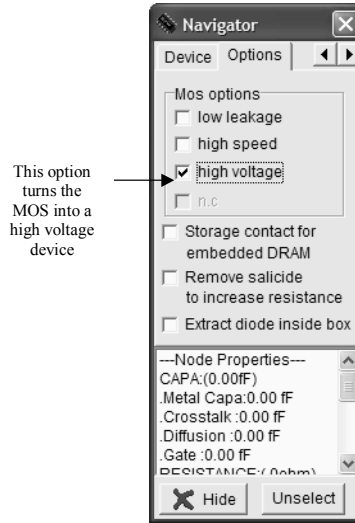 Navigator
Device Options
Mos options
low leakage
high speed
high voltage
n.c
Storage contact for
embedded DRAM
Remove salicide
to increase resistance
Extract diode inside box
This option
turns the
MOS into a
high voltage
device
---Node Properties---
CAPA:(0.00fF)
.Metal Capa:0.00 fF
.Crosstalk :0.00 fF
.Diffusion :0.00 fF
.Gate :0.00 fF
RESISTANCE:( 0ohm)
Hide Unselect